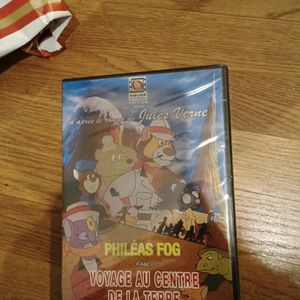 d'après le roman de Jules Verne
PHILÉAS FOG
dans
VOYAGE AU CENTRE
DE LA TERRE